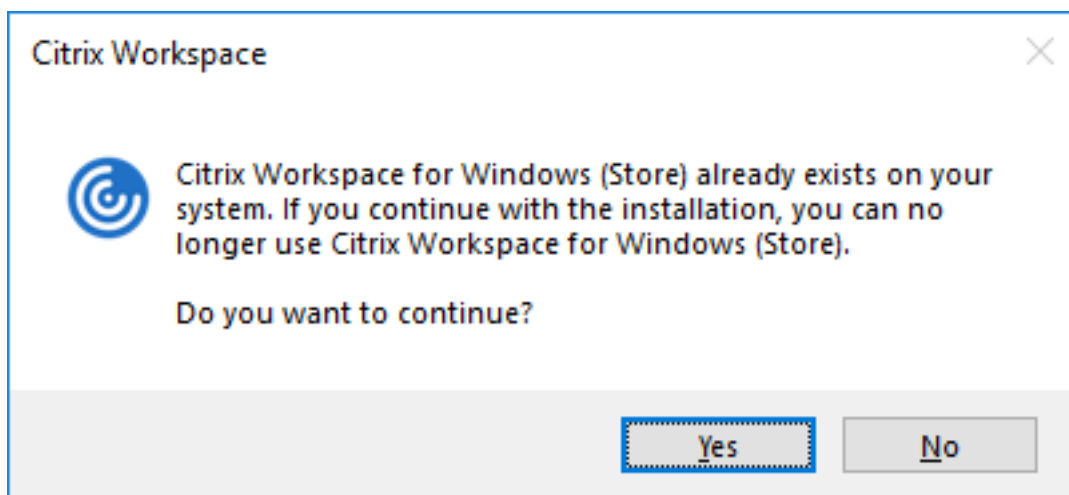 Citrix Workspace
Citrix Workspace for Windows (Store) already exists on your
system. If you continue with the installation, you can no
longer use Citrix Workspace for Windows (Store).
Do you want to continue?
Yes
No